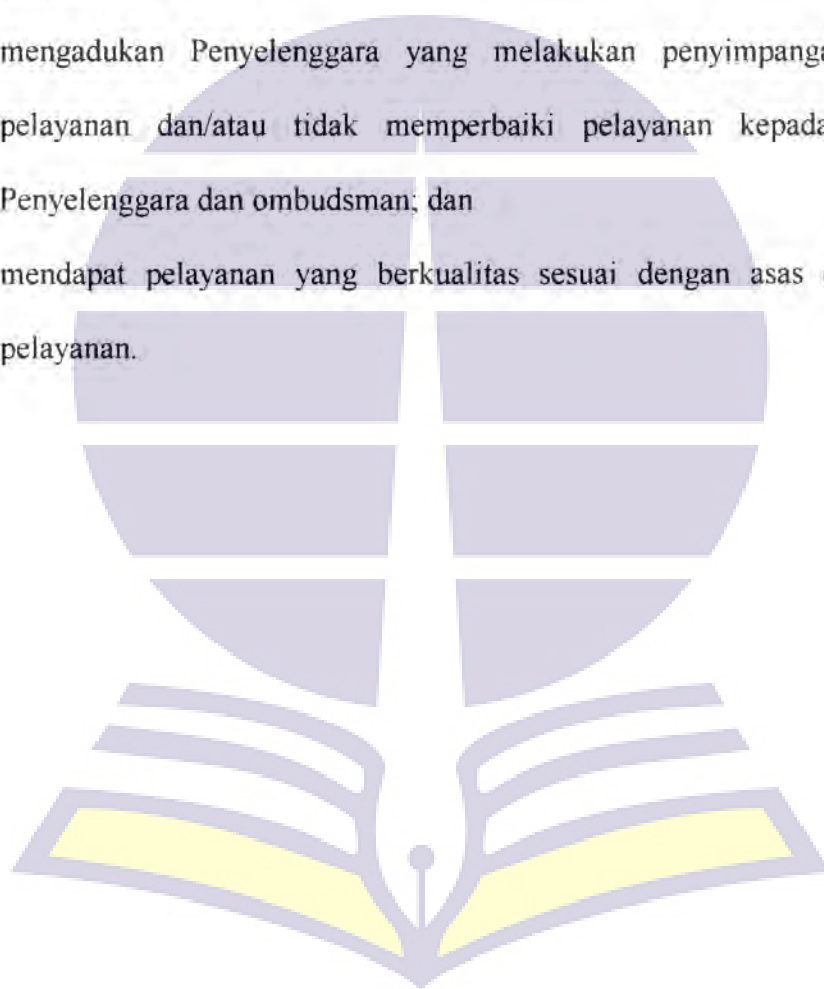 mengadukan Penyelenggara yang melakukan penyimpanga
pelayanan dan/atau tidak memperbaiki pelayanan kepada
Penyelenggara dan ombudsman; dan
mendapat pelayanan yang berkualitas sesuai dengan asas
pelayanan.